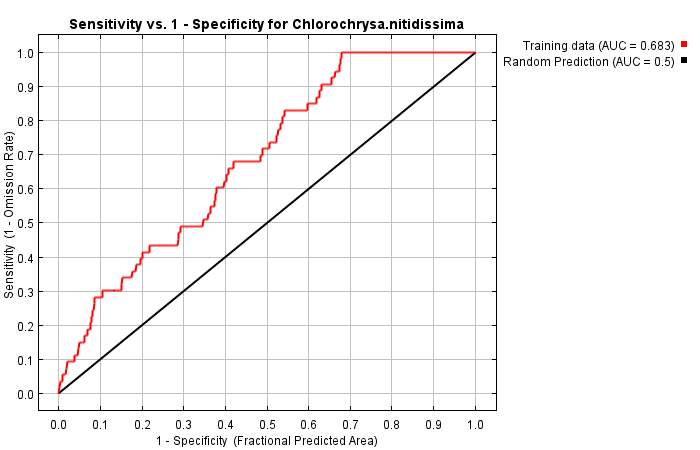 Sensitivity vs. 1 - Specificity for Chlorochrysa.nitidissima
Training data (AUC = 0.683)
Random Prediction (AUC = 0.5)
Sensitivity (1 - Omission Rate)
1.0
0.9
0.8
0.7
0.6
0.5
0.4
0.3
0.2
0.1
0.0
0.0 0.1 0.2 0.3 0.4 0.5 0.6 0.7 0.8 0.9 1.0
1 - Specificity (Fractional Predicted Area)